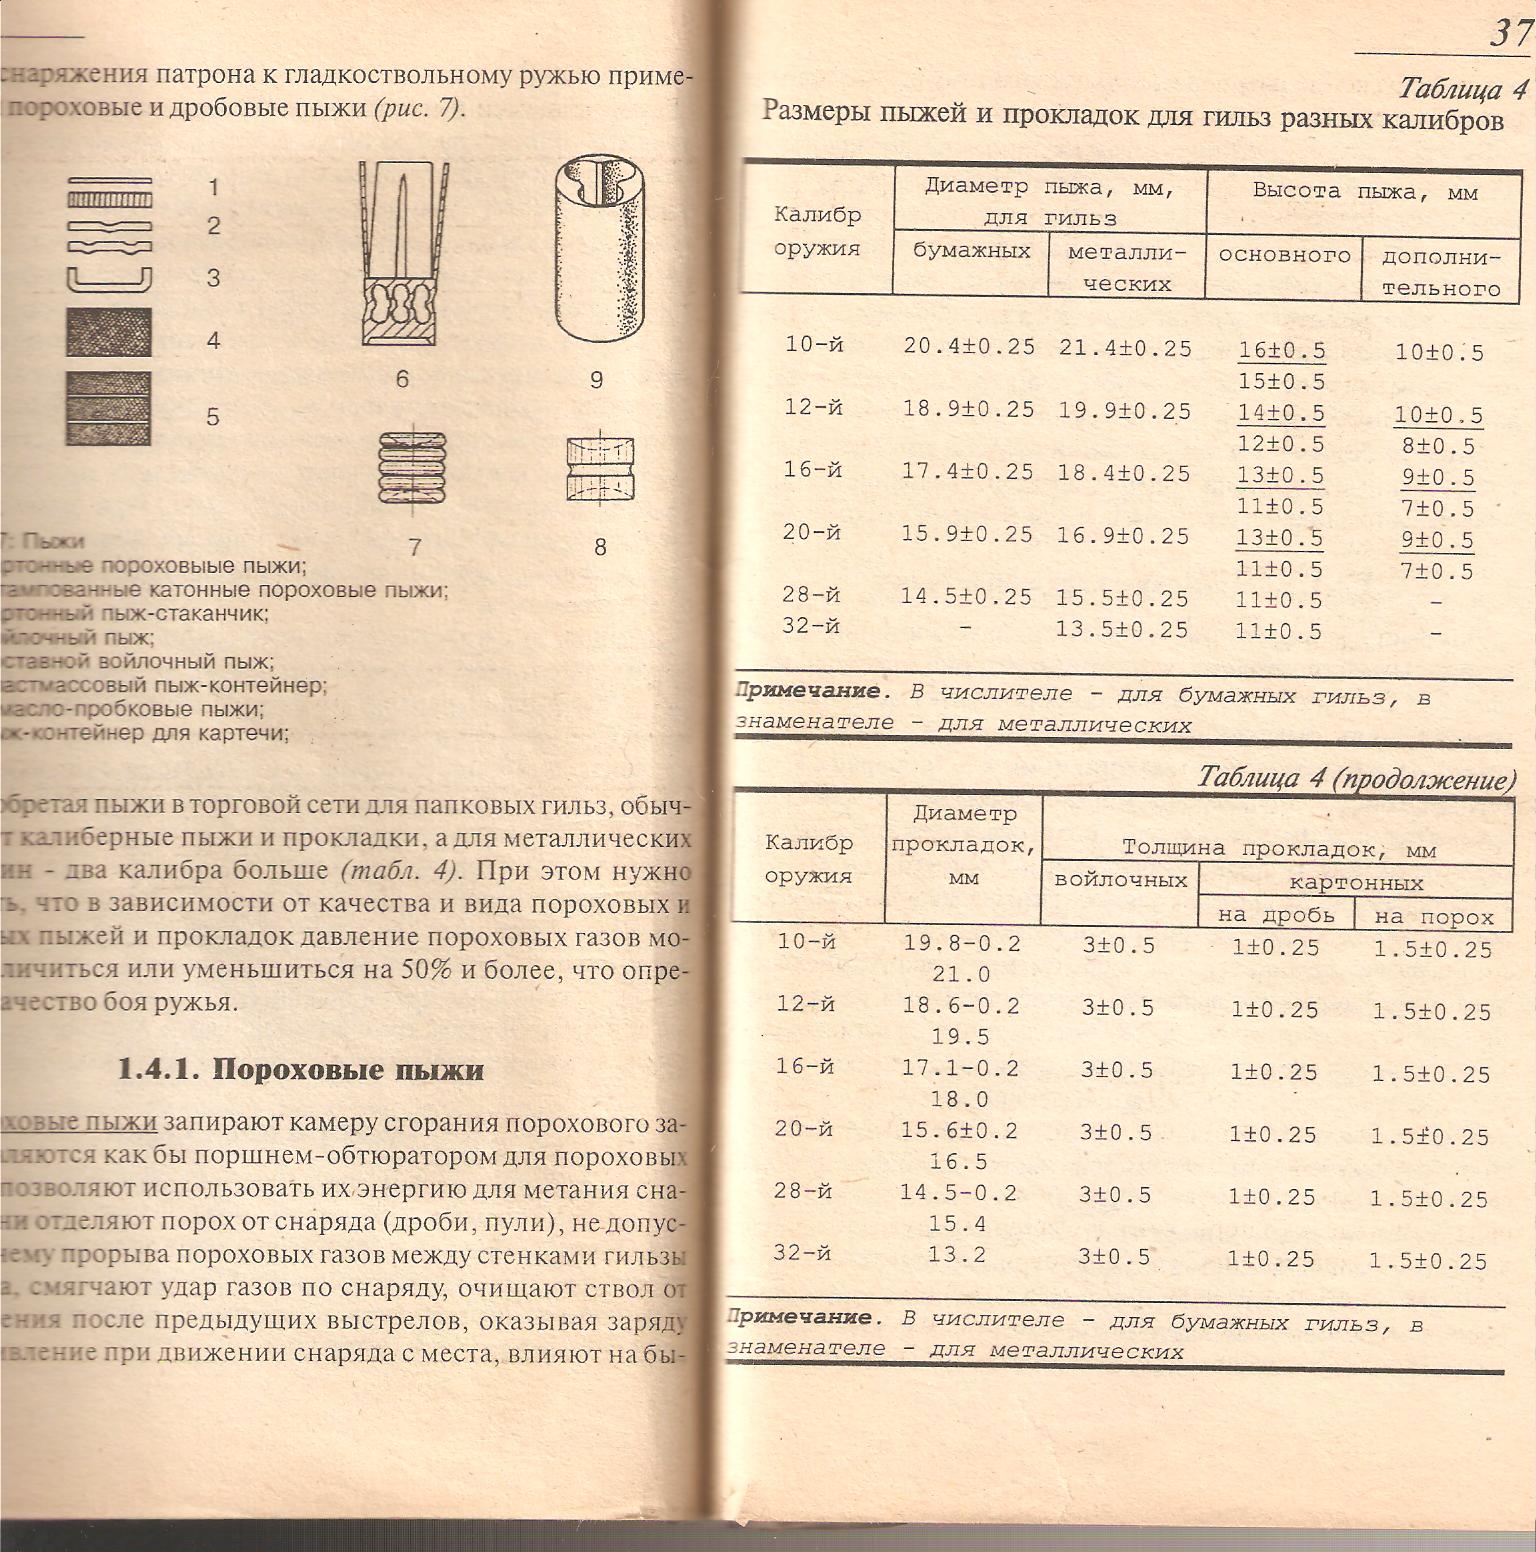 снаряжения патрона к гладкоствольному ружью приме-
пороховые и дробовые пыжи (рис. 7).
1
2
3
4
5
6
9
7
8
7: Пыжи
ртонные пороховыые пыжи;
тампованные катонные пороховые пыжи;
ртонный пыж-стаканчик;
йлочный пыж;
ставной войлочный пыж;
астмассовый пыж-контейнер;
масло-пробковые пыжи;
ж-контейнер для картечи;
обретая пыжи в торговой сети для папковых гильз, обыч-
т калиберные пыжи и прокладки, а для металлических
ин - два калибра больше (табл. 4). При этом нужно
ь, что в зависимости от качества и вида пороховых и
ых пыжей и прокладок давление пороховых газов мо-
личиться или уменьшиться на 50% и более, что опре-
ачество боя ружья.
1.4.1. Пороховые пыжи
ховые пыжи запирают камеру сгорания порохового за-
ляются как бы поршнем-обтюратором для пороховых
позволяют использовать их энергию для метания сна-
ни отделяют порох от снаряда (дроби, пули), не допус-
нему прорыва пороховых газов между стенками гильзы
а, смягчают удар газов по снаряду, очищают ствол от
ения после предыдущих выстрелов, оказывая заряду
ивление при движении снаряда с места, влияют на бы-
37
Таблица 4
Размеры пыжей и прокладок для гильз разных калибров
Калибр оружия
Диаметр пыжа, мм, для гильз
Высота пыжа, мм
бумажных
металли-
ческих
основного
дополни-
тельного
10-й 20.4±0.25 21.4±0.25 16±0.5 10±0.5
15±0.5
12-й 18.9±0.25 19.9±0.25 14±0.5 10±0.5
12±0.5 8±0.5
16-й 17.4±0.25 18.4±0.25 13±0.5 9±0.5
11±0.5 7±0.5
20-й 15.9±0.25 16.9±0.25 13±0.5 9±0.5
11±0.5 7±0.5
28-й 14.5±0.25 15.5±0.25 11±0.5 -
32-й - 13.5±0.25 11±0.5 -
Примечание. В числителе - для бумажных гильз, в
знаменателе - для металлических
Таблица 4 (продолжение)
Калибр оружия
Диаметр прокладок, мм
Толщина прокладок, мм
войлочных
картонных
на дробь
на порох
10-й 19.8-0.2 3±0.5 1±0.25 1.5±0.25
21.0
12-й 18.6-0.2 3±0.5 1±0.25 1.5±0.25
19.5
16-й 17.1-0.2 3±0.5 1±0.25 1.5±0.25
18.0
20-й 15.6±0.2 3±0.5 1±0.25 1.5±0.25
16.5
28-й 14.5-0.2 3±0.5 1±0.25 1.5±0.25
15.4
32-й 13.2 3±0.5 1±0.25 1.5±0.25
Примечание. В числителе - для бумажных гильз, в
знаменателе - для металлических